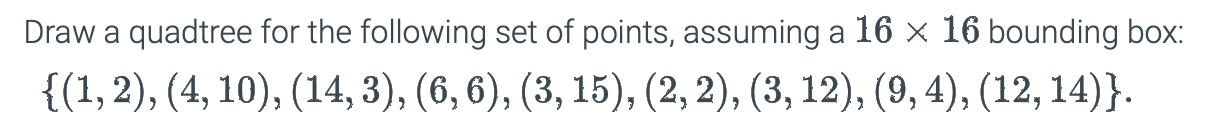 Draw a quadtree for the following set of points, assuming a 16 × 16 bounding box:
{(1, 2), (4, 10), (14, 3), (6, 6), (3, 15), (2, 2), (3, 12), (9, 4), (12, 14)}.